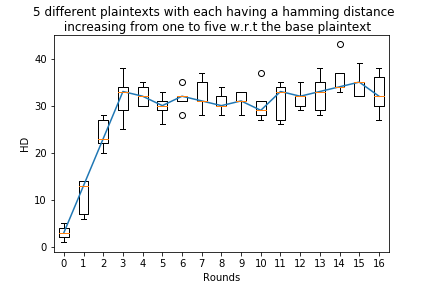 5 different plaintexts with each having a hamming distance
increasing from one to five w.r.t the base plaintext
HD
40
30
20
10
0
0 1 2 3 4 5 6 7 8 9 10 11 12 13 14 15 16
Rounds